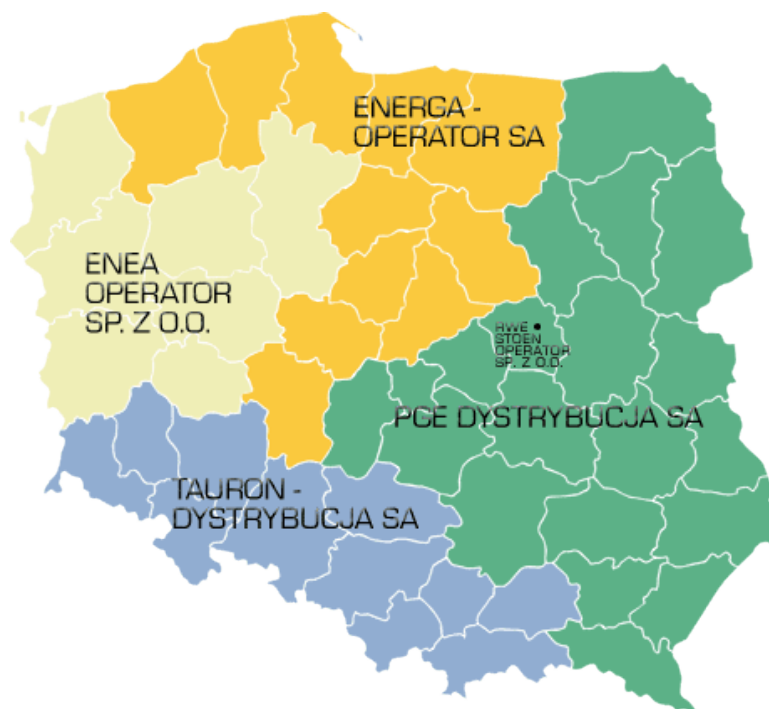 ENERGA -
OPERATOR SA
ENEA
OPERATOR
SP. Z O.O.
RWE
STOEN
OPERATOR
SP. Z O.O.
PGE DYSTRYBUCJA SA
TAURON -
DYSTRYBUCJA SA